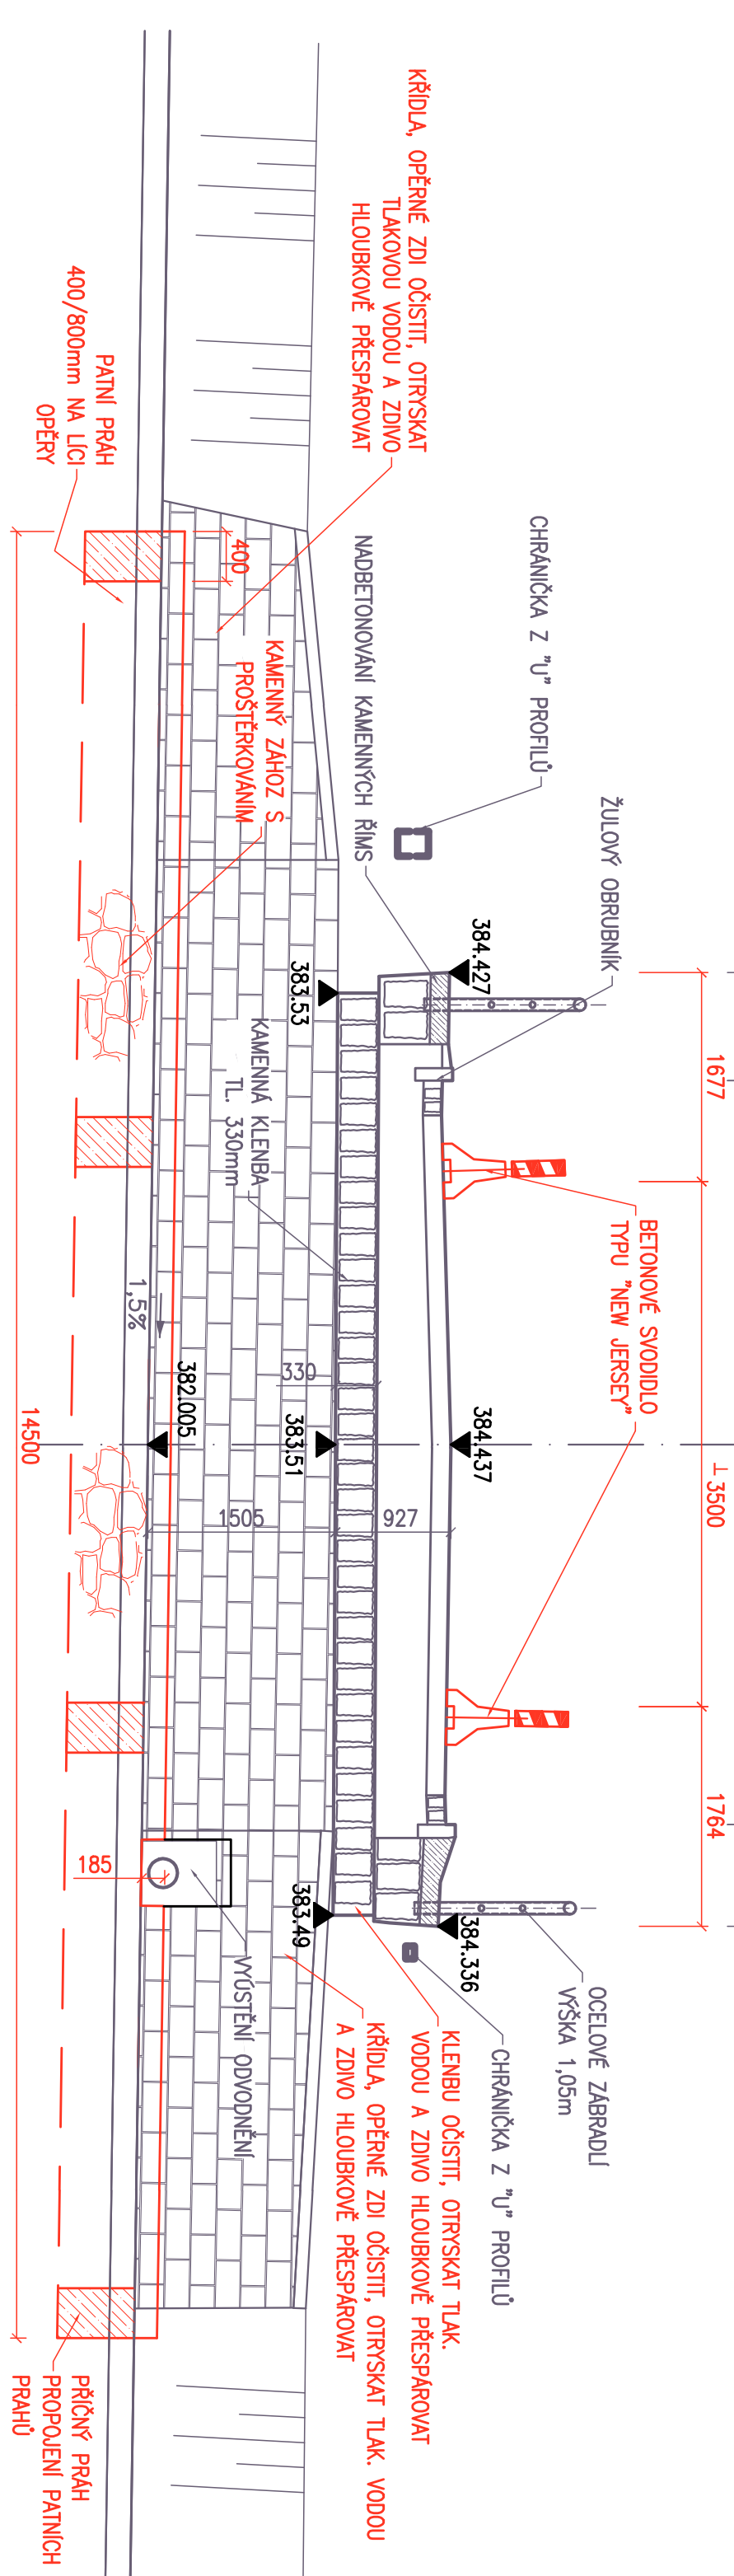 KŘÍDLA, OPĚRNÉ ZDI OČISTIT, OTRYSKAT
TLAKOVOU VODOU A ZDIVO
HLOUBKOVĚ PŘESPÁROVAT
PATNÍ PRÁH
400/800mm NA LÍCI
OPĚRY
CHRÁNIČKA Z "U" PROFILŮ
NADBETONOVÁNÍ KAMENNÝCH ŘÍMS
400
KAMENNÝ ZÁHOZ S
PROŠTĚRKOVÁNÍM
ŽULOVÝ OBRUBNÍK
384.427
383.53
1677
KAMENNÁ KLENBA
TL. 330mm
BETONOVÉ SVODIDLO
TYPU "NEW JERSEY"
1,5%
330
382.005
383.51
384.437
14500
⊥ 3500
1505
927
1764
185
383.49
384.336
VYÚSTĚNÍ ODVODNĚNÍ
OCELOVÉ ZÁBRADLÍ
VÝŠKA 1,05m
CHRÁNIČKA Z "U" PROFILŮ
KLENBU OČISTIT, OTRYSKAT TLAK.
VODOU A ZDIVO HLOUBKOVĚ PŘESPÁROVAT
KŘÍDLA, OPĚRNÉ ZDI OČISTIT, OTRYSKAT TLAK. VODOU
A ZDIVO HLOUBKOVĚ PŘESPÁROVAT
PŘÍČNÝ PRÁH
PROPOJENÍ PATNÍCH
PRAHŮ